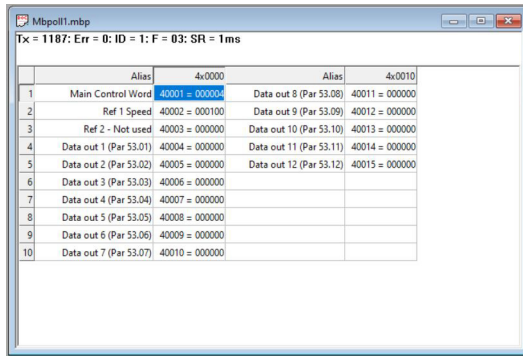 Mbpoll1.mbp
Tx = 1187: Err = 0: ID = 1: F = 03: SR = 1ms
Alias 4x0000 Alias 4x0010
1 Main Control Word 40001 = 000004 Data out 8 (Par 53.08) 40011 = 000000
2 Ref 1 Speed 40002 = 000100 Data out 9 (Par 53.09) 40012 = 000000
3 Ref 2 - Not used 40003 = 000000 Data out 10 (Par 53.10) 40013 = 000000
4 Data out 1 (Par 53.01) 40004 = 000000 Data out 11 (Par 53.11) 40014 = 000000
5 Data out 2 (Par 53.02) 40005 = 000000 Data out 12 (Par 53.12) 40015 = 000000
6 Data out 3 (Par 53.03) 40006 = 000000
7 Data out 4 (Par 53.04) 40007 = 000000
8 Data out 5 (Par 53.05) 40008 = 000000
9 Data out 6 (Par 53.06) 40009 = 000000
10 Data out 7 (Par 53.07) 40010 = 000000